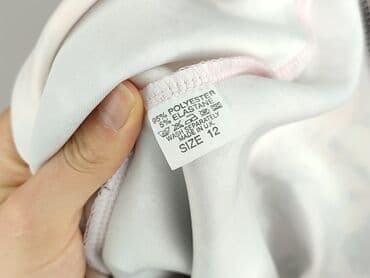 95% POLYESTER
5% ELASTANE
WASH SEPARATELY
MADE IN U.K.
SIZE 12